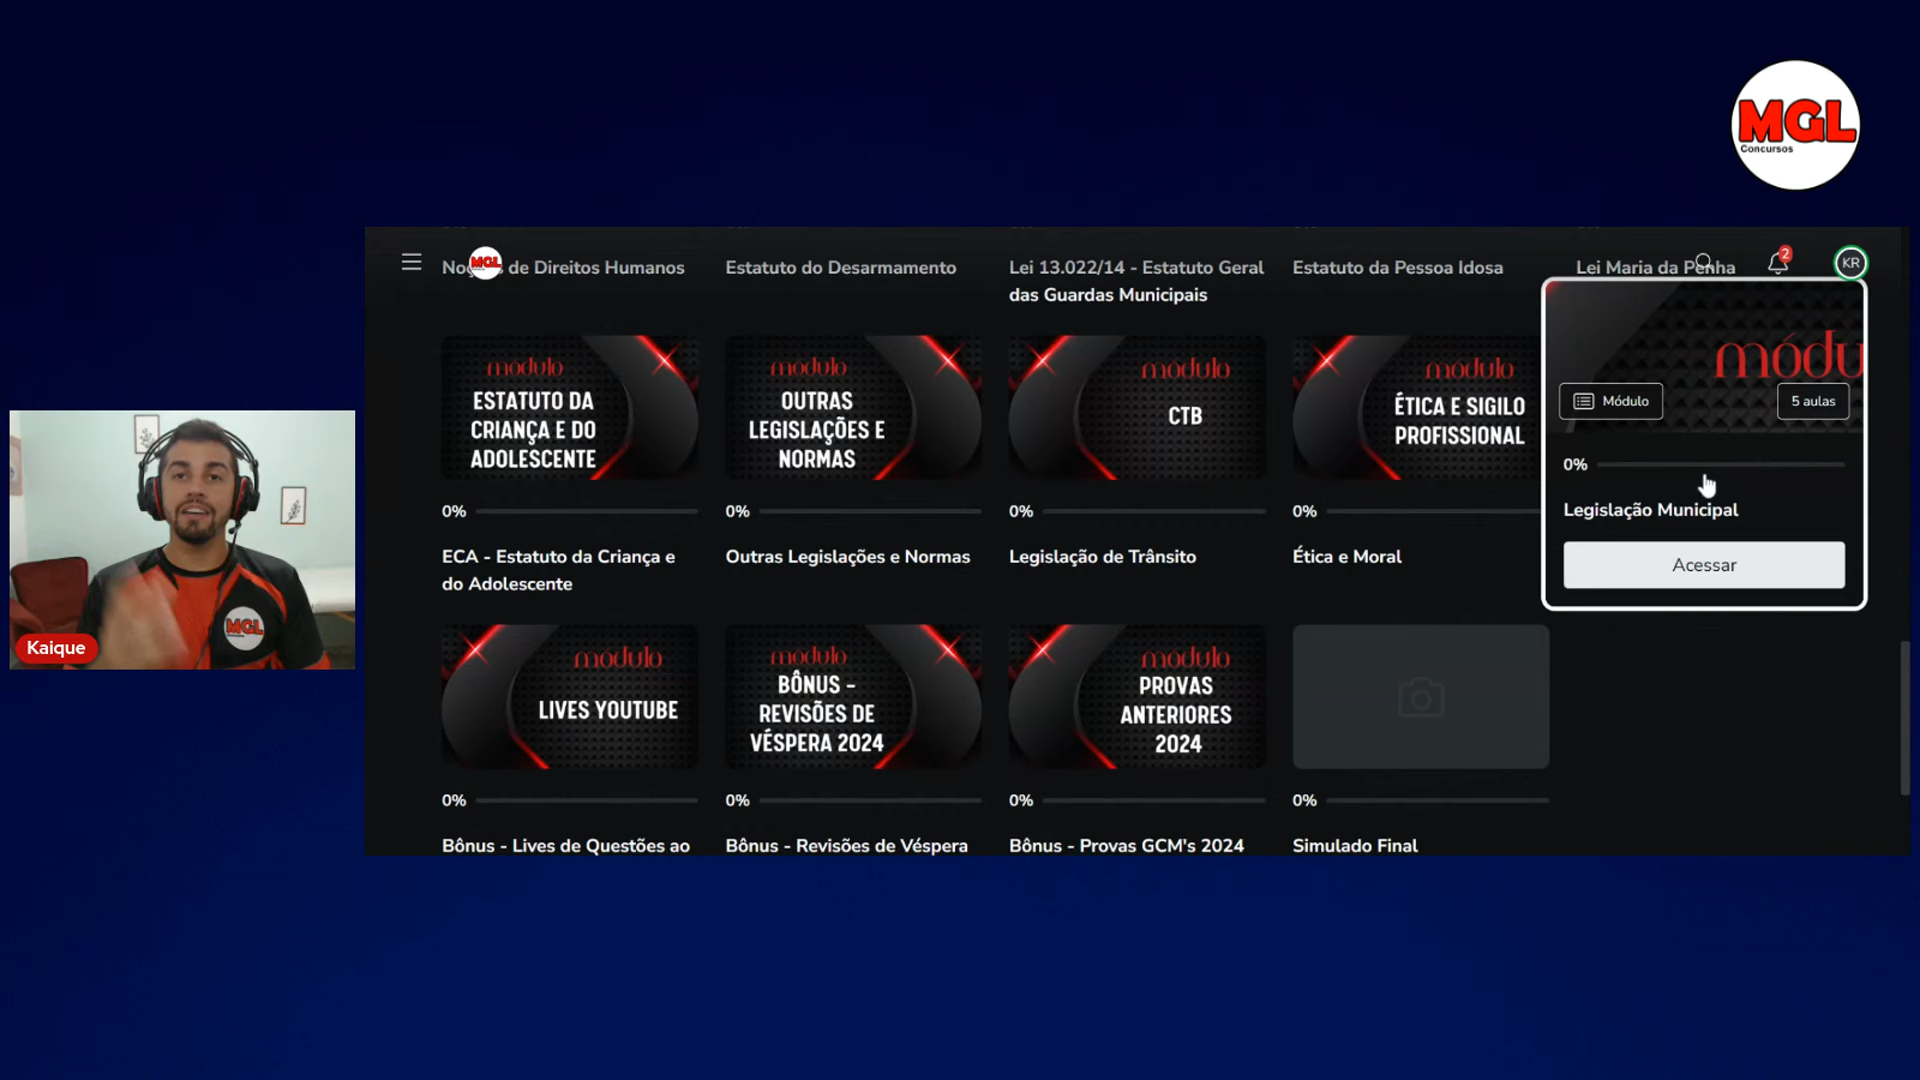 MGL
Concursos
MGL
Noç de Direitos Humanos
Estatuto do Desarmamento
Lei 13.022/14 - Estatuto Geral
das Guardas Municipais
Estatuto da Pessoa Idosa
Lei Maria da Penha
2
KR
módulo
ESTATUTO DA
CRIANÇA E DO
ADOLESCENTE
módulo
OUTRAS
LEGISLAÇÕES E
NORMAS
módulo
CTB
módulo
ÉTICA E SIGILO
PROFISSIONAL
módu
Módulo
5 aulas
0%
Legislação Municipal
Acessar
0%
0%
0%
0%
ECA - Estatuto da Criança e
do Adolescente
Outras Legislações e Normas
Legislação de Trânsito
Ética e Moral
MGL
Kaique
módulo
LIVES YOUTUBE
módulo
BÔNUS -
REVISÕES DE
VÉSPERA 2024
módulo
PROVAS
ANTERIORES
2024
0%
0%
0%
0%
Bônus - Lives de Questões ao
Bônus - Revisões de Véspera
Bônus - Provas GCM's 2024
Simulado Final